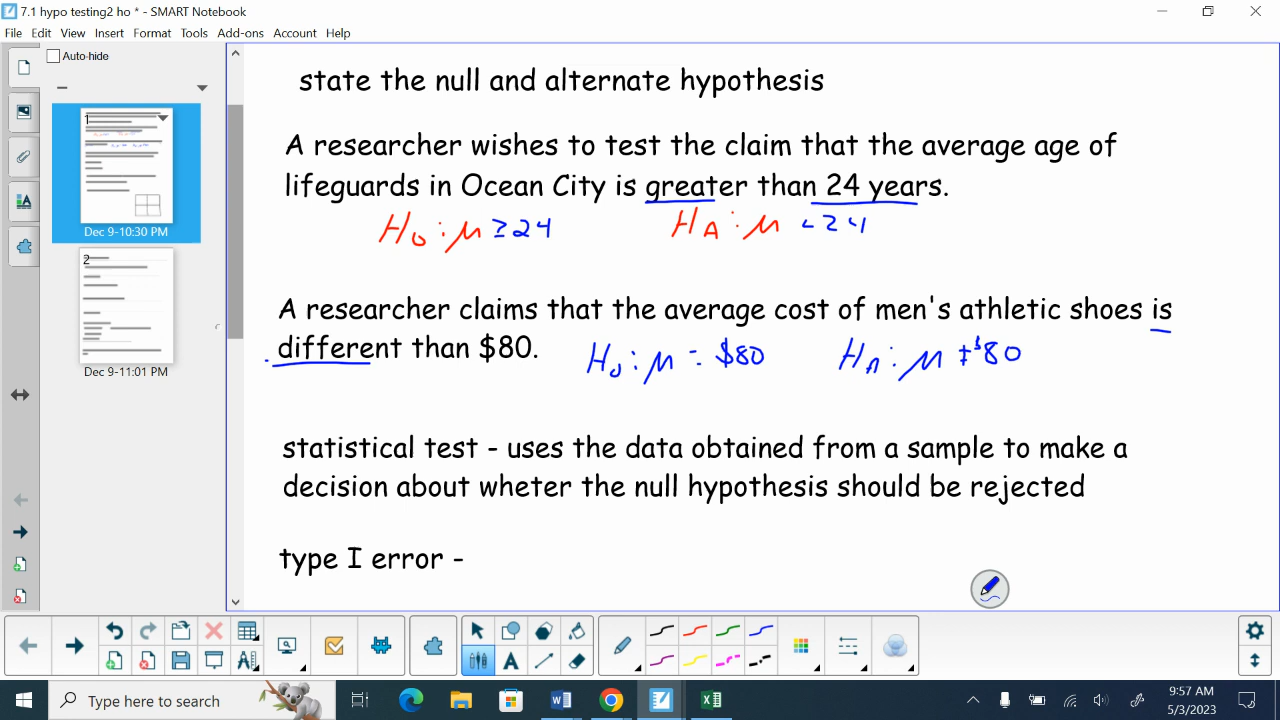 7.1 hypo testing2 ho * - SMART Notebook
File Edit View Insert Format Tools Add-ons Account Help
Auto-hide
1
Dec 9-10:30 PM
2
Dec 9-11:01 PM
state the null and alternate hypothesis
A researcher wishes to test the claim that the average age of
lifeguards in Ocean City is greater than 24 years.
H₀ : μ ≥ 24 H_A : μ < 24
A researcher claims that the average cost of men's athletic shoes is
different than $80. H₀ : μ = $80 H_A : μ ≠ $80
statistical test - uses the data obtained from a sample to make a
decision about wheter the null hypothesis should be rejected
type I error -
A
Type here to search
9:57 AM
5/3/2023